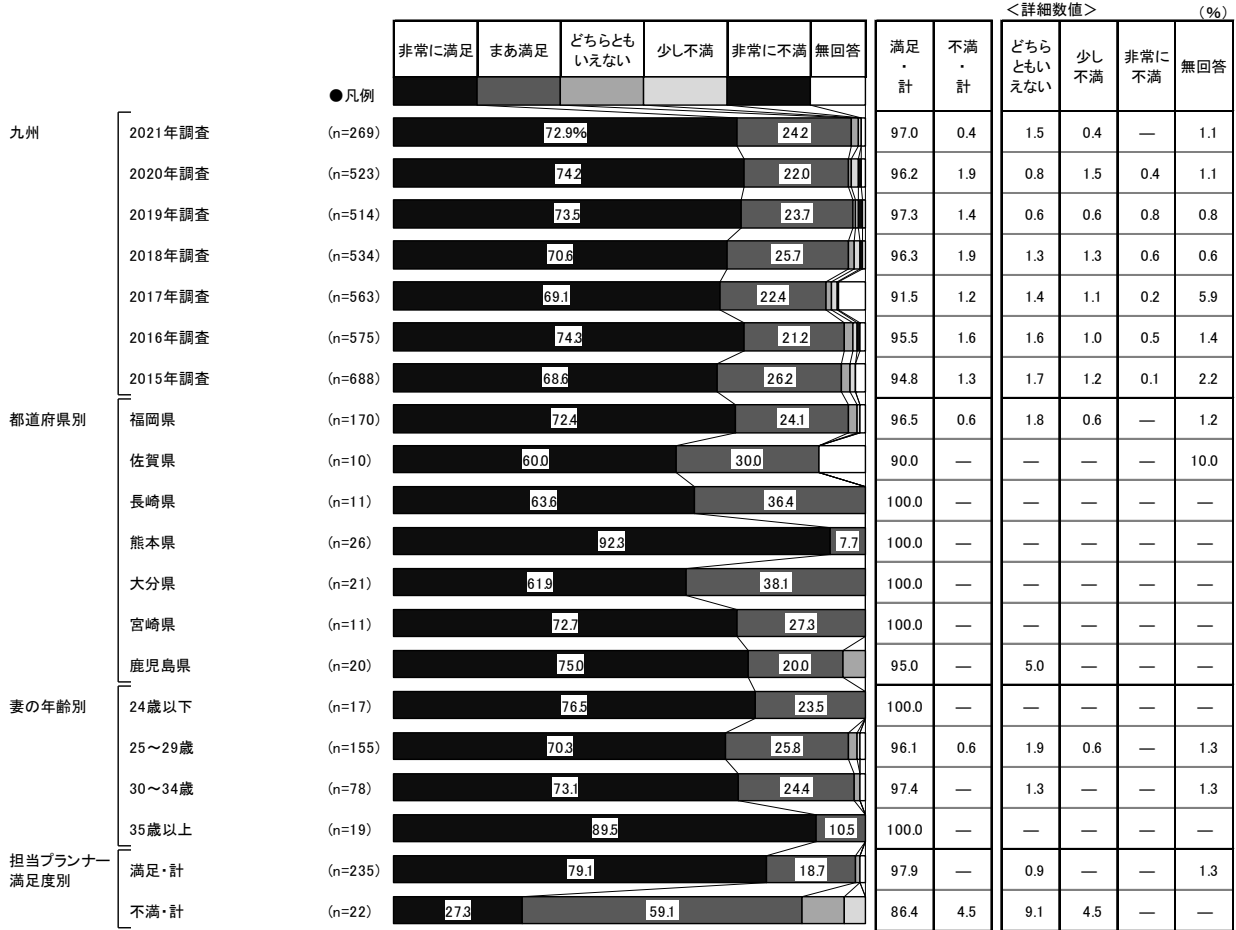 ＜詳細数値＞ (%)
非常に満足 まあ満足 どちらとも 少し不満 非常に不満 無回答 満足・計 不満・計 どちら 少し 非常に 無回答
いえない ともい 不満 不満
えない
●凡例
九州 2021年調査 (n=269) 72.9% 24.2 97.0 0.4 1.5 0.4 ― 1.1
2020年調査 (n=523) 74.2 22.0 96.2 1.9 0.8 1.5 0.4 1.1
2019年調査 (n=514) 73.5 23.7 97.3 1.4 0.6 0.6 0.8 0.8
2018年調査 (n=534) 70.6 25.7 96.3 1.9 1.3 1.3 0.6 0.6
2017年調査 (n=563) 69.1 22.4 91.5 1.2 1.4 1.1 0.2 5.9
2016年調査 (n=575) 74.3 21.2 95.5 1.6 1.6 1.0 0.5 1.4
2015年調査 (n=688) 68.6 26.2 94.8 1.3 1.7 1.2 0.1 2.2
都道府県別 福岡県 (n=170) 72.4 24.1 96.5 0.6 1.8 0.6 ― 1.2
佐賀県 (n=10) 60.0 30.0 90.0 ― ― ― ― 10.0
長崎県 (n=11) 63.6 36.4 100.0 ― ― ― ― ―
熊本県 (n=26) 92.3 7.7 100.0 ― ― ― ― ―
大分県 (n=21) 61.9 38.1 100.0 ― ― ― ― ―
宮崎県 (n=11) 72.7 27.3 100.0 ― ― ― ― ―
鹿児島県 (n=20) 75.0 20.0 95.0 ― 5.0 ― ― ―
妻の年齢別 24歳以下 (n=17) 76.5 23.5 100.0 ― ― ― ― ―
25～29歳 (n=155) 70.3 25.8 96.1 0.6 1.9 0.6 ― 1.3
30～34歳 (n=78) 73.1 24.4 97.4 ― 1.3 ― ― 1.3
35歳以上 (n=19) 89.5 10.5 100.0 ― ― ― ― ―
担当プランナー
満足度別 満足・計 (n=235) 79.1 18.7 97.9 ― 0.9 ― ― 1.3
不満・計 (n=22) 27.3 59.1 86.4 4.5 9.1 4.5 ― ―